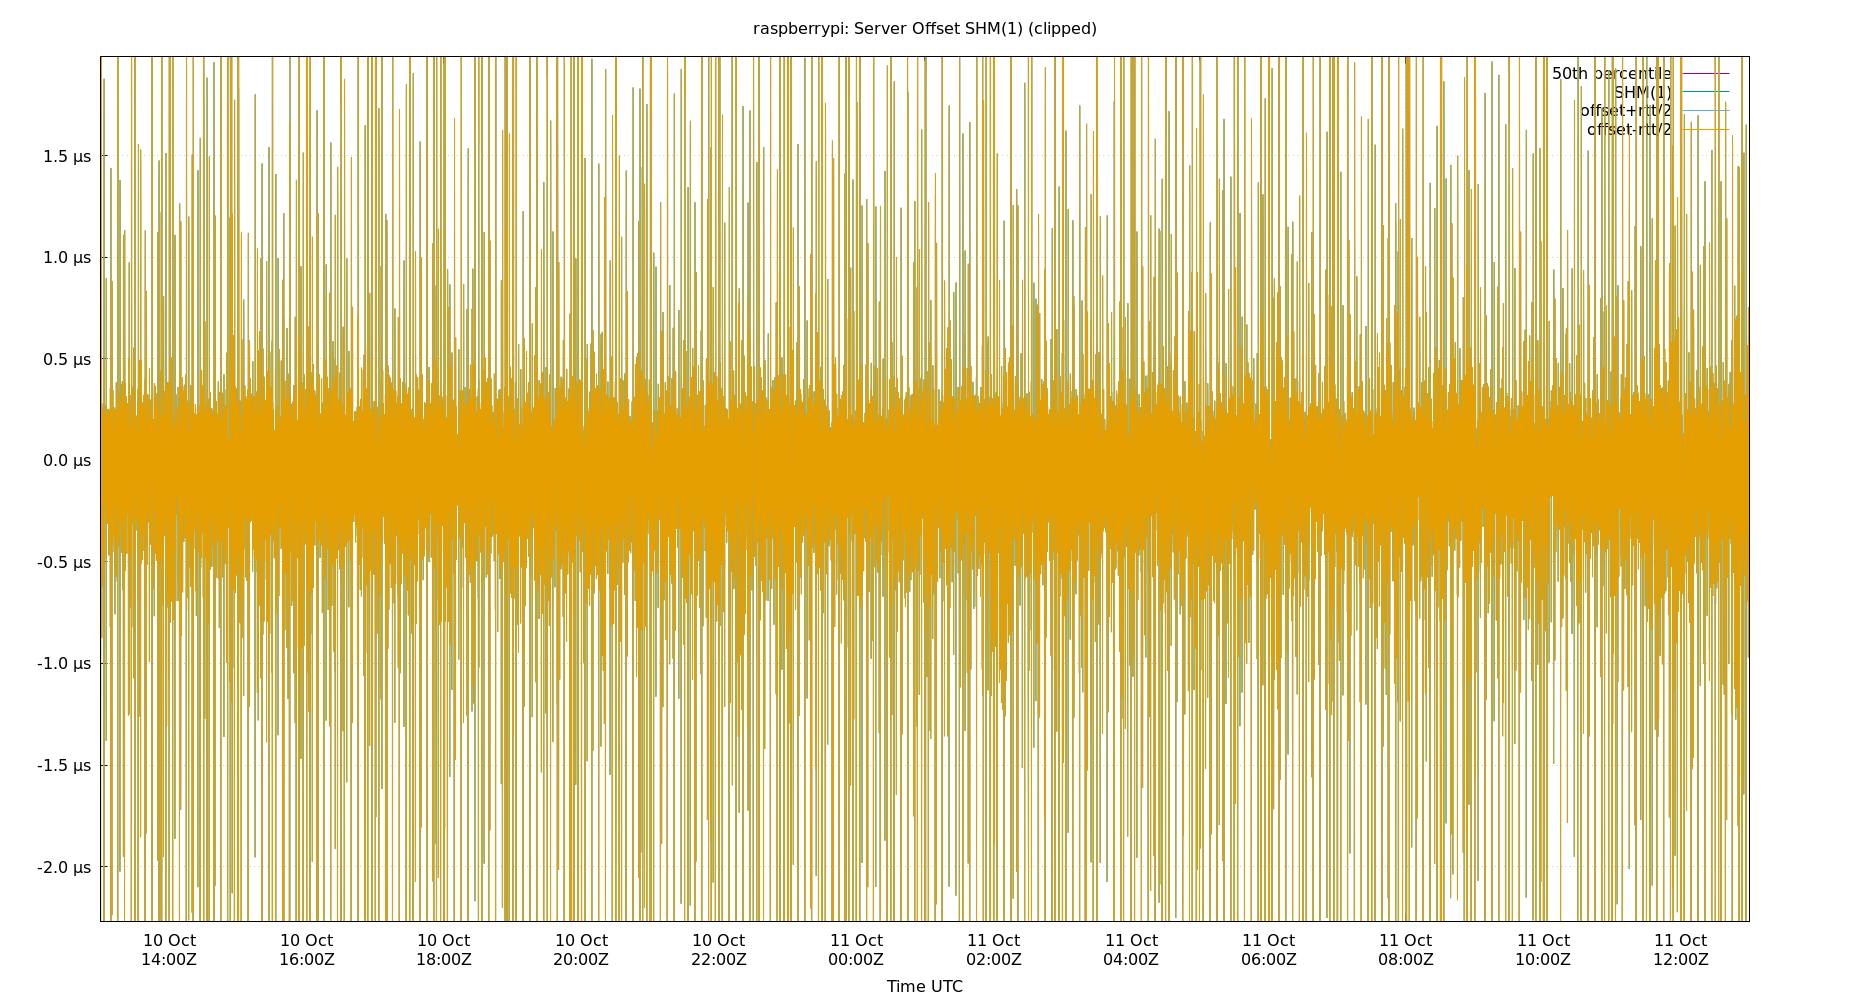 raspberrypi: Server Offset SHM(1) (clipped)
50th percentile
SHM(1)
offset+rtt/2
offset-rtt/2
1.5 µs
1.0 µs
0.5 µs
0.0 µs
-0.5 µs
-1.0 µs
-1.5 µs
-2.0 µs
10 Oct 10 Oct 10 Oct 10 Oct 10 Oct 11 Oct 11 Oct 11 Oct 11 Oct 11 Oct 11 Oct 11 Oct
14:00Z 16:00Z 18:00Z 20:00Z 22:00Z 00:00Z 02:00Z 04:00Z 06:00Z 08:00Z 10:00Z 12:00Z
Time UTC